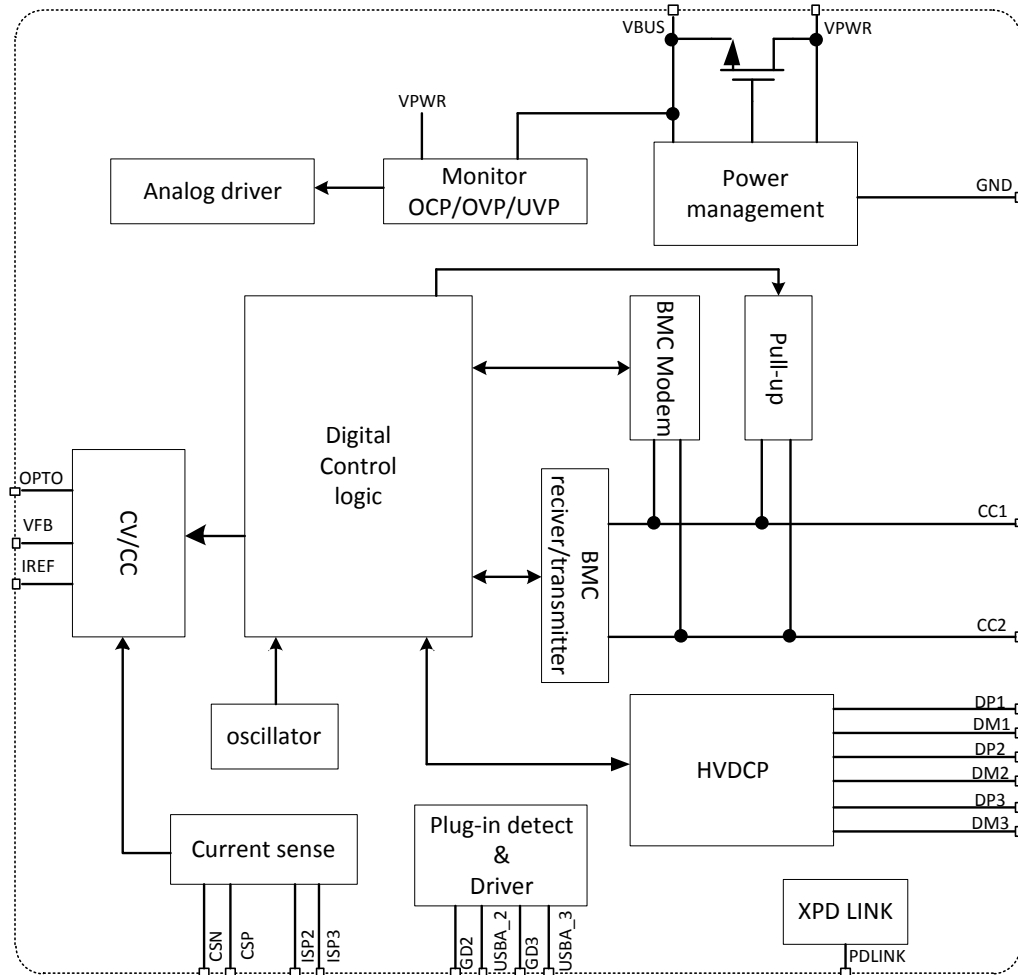 VBUS
VPWR
VPWR
Analog driver
Monitor
OCP/OVP/UVP
Power
management
GND
Digital
Control
logic
BMC Modem
Pull-up
OPTO
VFB
IREF
CV/CC
BMC
reciver/transmitter
CC1
CC2
oscillator
HVDCP
DP1
DM1
DP2
DM2
DP3
DM3
Current sense
Plug-in detect
&
Driver
XPD LINK
CSN
CSP
ISP2
ISP3
GD2
USBA_2
GD3
USBA_3
PDLINK